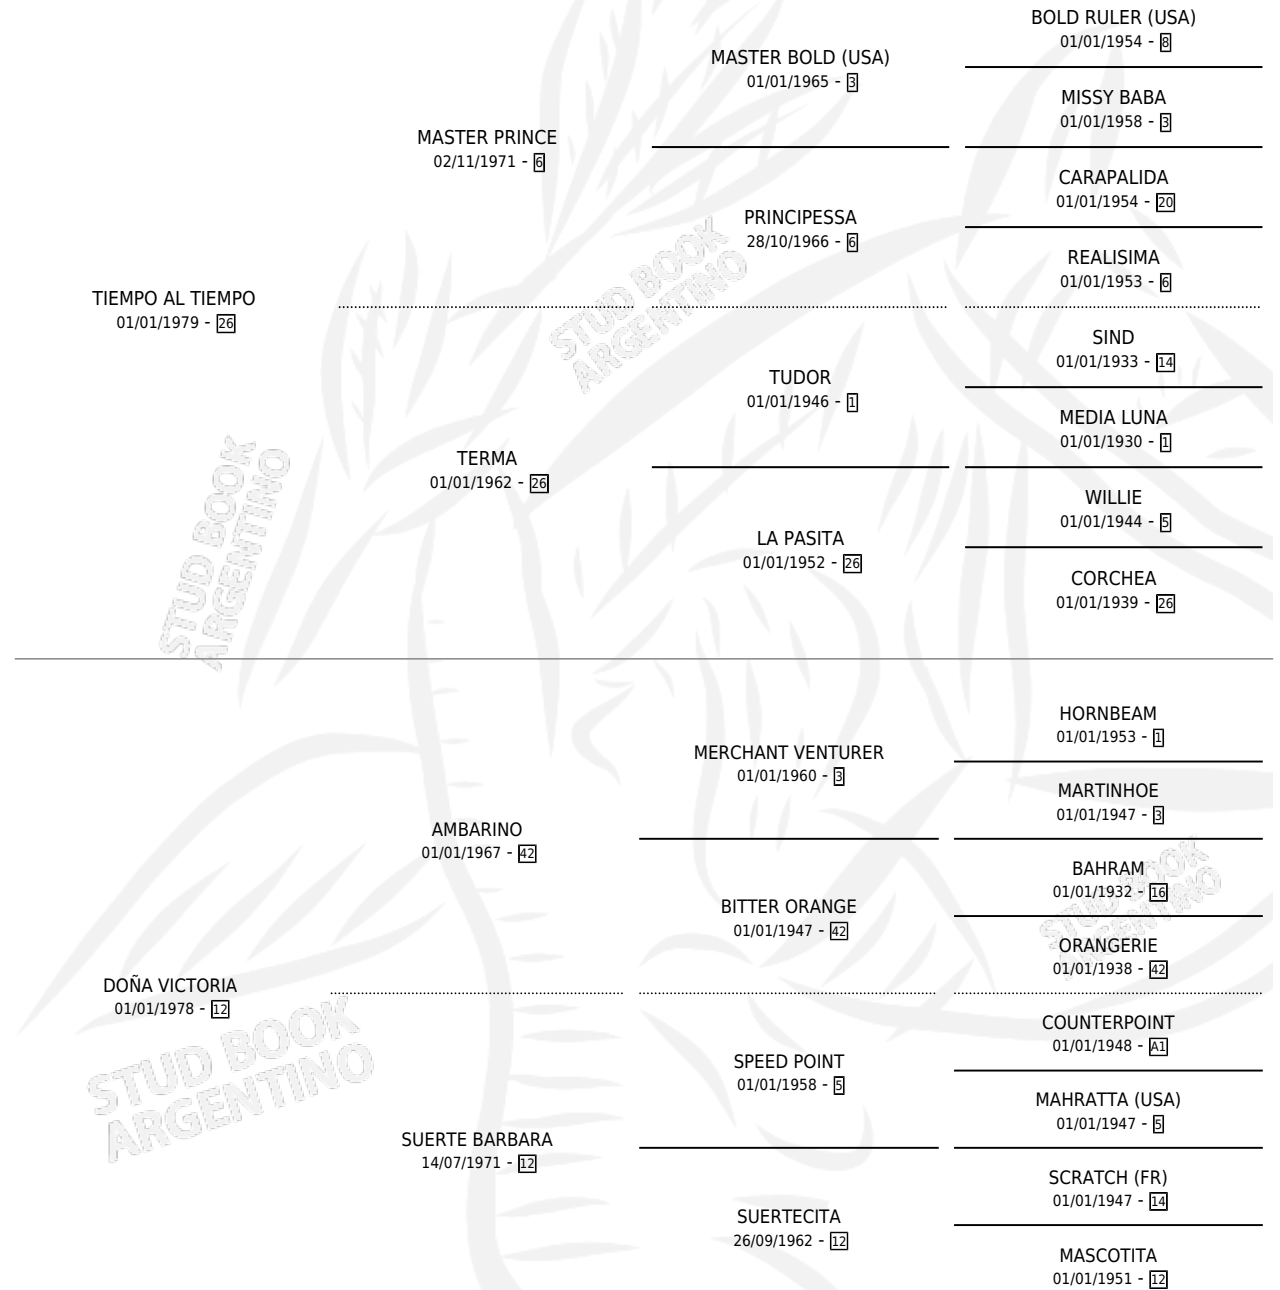 BOLD RULER (USA)
01/01/1954 - 8
MASTER BOLD (USA)
01/01/1965 - 3
MISSY BABA
01/01/1958 - 3
MASTER PRINCE
02/11/1971 - 6
CARAPALIDA
01/01/1954 - 20
PRINCIPESSA
28/10/1966 - 6
REALISIMA
01/01/1953 - 6
TIEMPO AL TIEMPO
01/01/1979 - 26
STUD BOOK
ARGENTINO
SIND
01/01/1933 - 14
TUDOR
01/01/1946 - 1
MEDIA LUNA
01/01/1930 - 1
TERMA
01/01/1962 - 26
WILLIE
01/01/1944 - 5
LA PASITA
01/01/1952 - 26
CORCHEA
01/01/1939 - 26
STUD BOOK
ARGENTINO
HORNBEAM
01/01/1953 - 1
MERCHANT VENTURER
01/01/1960 - 3
MARTINHOE
01/01/1947 - 3
AMBARINO
01/01/1967 - 42
BAHRAM
01/01/1932 - 16
BITTER ORANGE
01/01/1947 - 42
STUD BOOK
ARGENTINO
ORANGERIE
01/01/1938 - 42
DOÑA VICTORIA
01/01/1978 - 12
STUD BOOK
ARGENTINO
COUNTERPOINT
01/01/1948 - A1
SPEED POINT
01/01/1958 - 5
MAHRATTA (USA)
01/01/1947 - 5
SUERTE BARBARA
14/07/1971 - 12
SCRATCH (FR)
01/01/1947 - 14
SUERTECITA
26/09/1962 - 12
MASCOTITA
01/01/1951 - 12